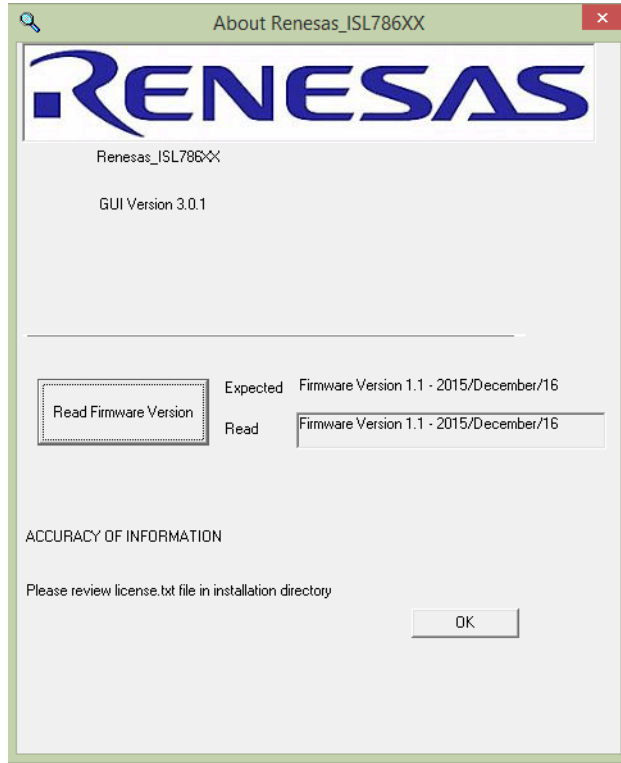 About Renesas_ISL786XX
RENESAS
Renesas_ISL786XX
GUI Version 3.0.1
Expected Firmware Version 1.1 - 2015/December/16
Read Firmware Version
Read Firmware Version 1.1 - 2015/December/16
ACCURACY OF INFORMATION
Please review license.txt file in installation directory
OK